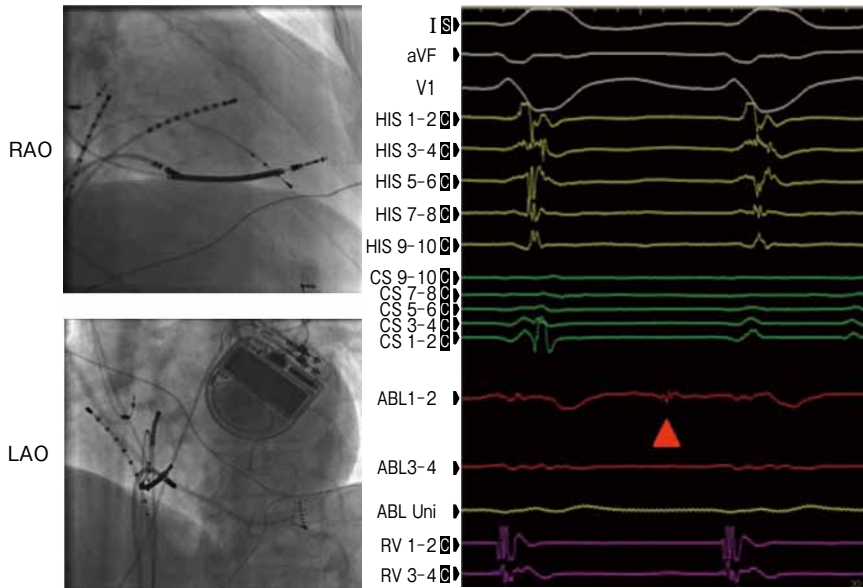 RAO
LAO
I S
aVF
V1
HIS 1-2 C
HIS 3-4 C
HIS 5-6 C
HIS 7-8 C
HIS 9-10 C
CS 9-10 C
CS 7-8 C
CS 5-6 C
CS 3-4 C
CS 1-2 C
ABL1-2
ABL3-4
ABL Uni
RV 1-2 C
RV 3-4 C